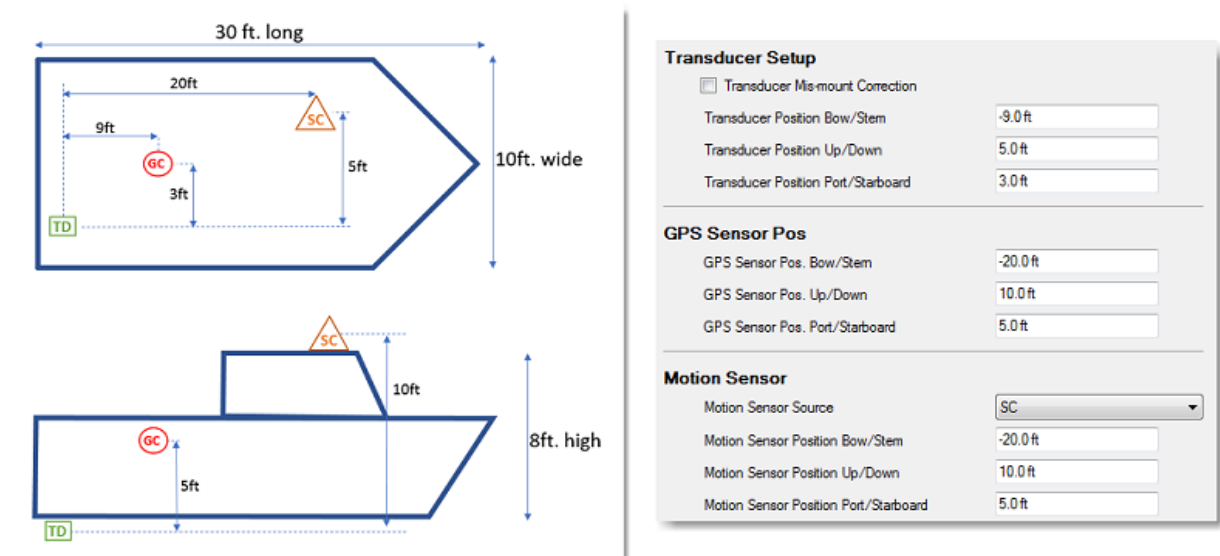 30 ft. long
20ft
SC
9ft
GC
5ft
10ft. wide
3ft
TD
SC
10ft
GC
8ft. high
5ft
TD
Transducer Setup
Transducer Mis-mount Correction
Transducer Position Bow/Stern -9.0 ft
Transducer Position Up/Down 5.0 ft
Transducer Position Port/Starboard 3.0 ft
GPS Sensor Pos
GPS Sensor Pos. Bow/Stern -20.0 ft
GPS Sensor Pos. Up/Down 10.0 ft
GPS Sensor Pos. Port/Starboard 5.0 ft
Motion Sensor
Motion Sensor Source SC
Motion Sensor Position Bow/Stern -20.0 ft
Motion Sensor Position Up/Down 10.0 ft
Motion Sensor Position Port/Starboard 5.0 ft